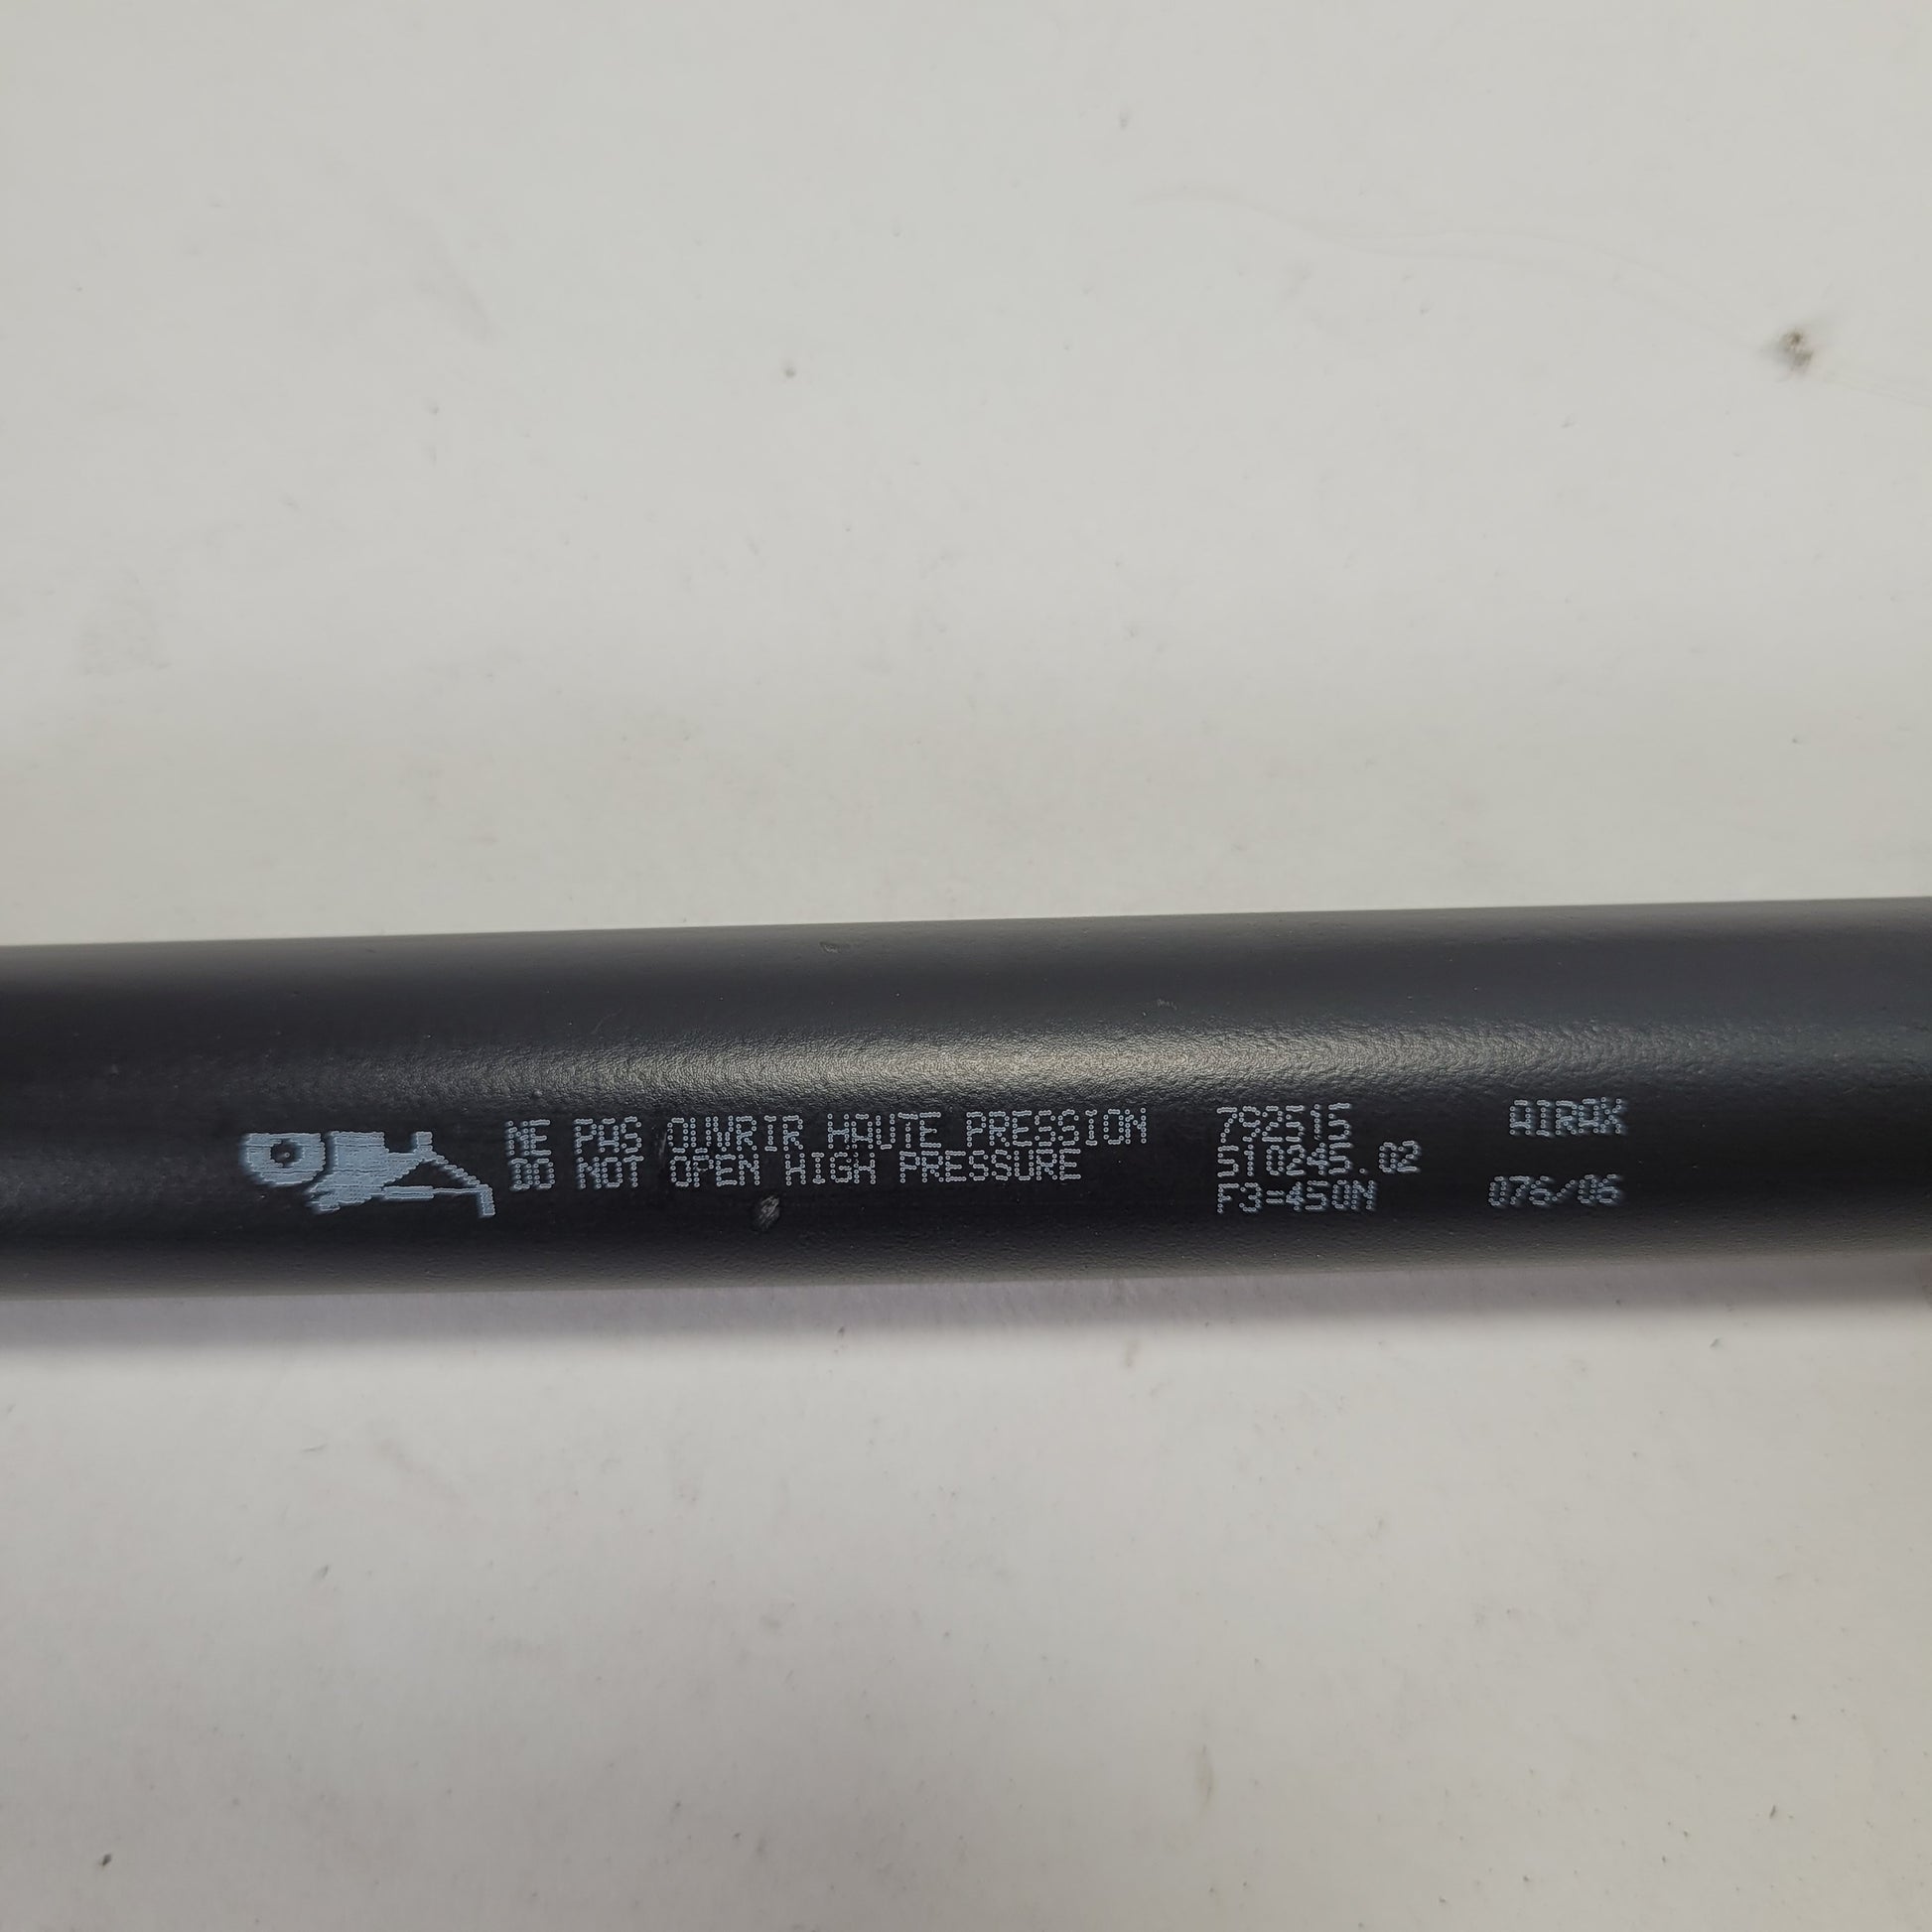 NE PAS OUVRIR HAUTE PRESSION
DO NOT OPEN HIGH PRESSURE
792515
510245.02
F3=450N
AIRAX
076/06